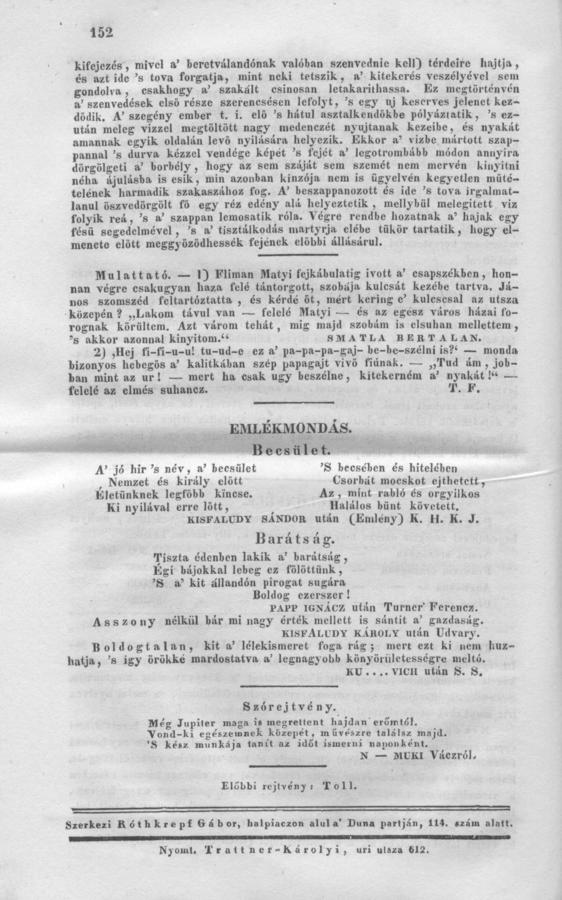 152
kifejezés, mivel a' beretválandónak valóban szenvednie kell) térdeire hajtja,
és azt ide 's tova forgatja, mint neki tetszik, a' kitekerés veszélyével sem
gondolva, csakhogy a' szakált csinosan letakaríthassa. Ez megtörténvén
a' szenvedések első része szerencsésen lefolyt, 's egy uj keserves jelenet kez-
dődik. A' szegény ember t. i. elő 's hátul asztalkendőkbe pólyáztatik, 's ez-
után meleg vizzel megtöltött nagy medenczét nyujtanak kezeibe, és nyakát
amannak egyik oldalán levő nyilására helyezik. Ekkor a' vizbe mártott szap-
pannal 's durva kézzel vendége képét 's fejét a' legotrombább módon annyira
dörgölgeti a' borbély, hogy az sem száját sem szemét nem mervén kinyitni
néha ájulásba is esik, min azonban kinzója nem is ügyelvén kegyetlen műté-
telének harmadik szakaszához fog. A' beszappanozott és ide 's tova irgalmat-
lanul öszvedörgölt fő egy réz edény alá helyeztetik, mellybűl melegített viz
folyik reá, 's a' szappan lemosatik róla. Végre rendbe hozatnak a' hajak egy
fésü segedelmével, 's a' tisztálkodás martyrja elébe tükör tartatik, hogy el-
menete előtt meggyőződhessék fejének előbbi állásárul.
Mulattató. — 1) Fliman Matyi fejkábulatig ivott a' csapszékben, hon-
nan végre csakugyan haza felé tántorgott, szobája kulcsát kezébe tartva. Já-
nos szomszéd feltartóztatta, és kérdé őt, mért kering e' kulcscsal az utsza
közepén? „Lakom távul van — felelé Matyi — és az egész város házai fo-
rognak körültem. Azt várom tehát, mig majd szobám is elsuhan mellettem,
's akkor azonnal kinyitom.“ SMATLA BERTALAN.
2) ‚Hej fi-fi-u-u! tu-ud-e ez a' pa-pa-pa-gaj- be-be-szélni is?‘ — monda
bizonyos hebegős a' kalitkában szép papagajt vivő fiúnak. — „Tud ám, job-
ban mint az ur! — mert ha csak ugy beszélne, kitekerném a' nyakát!“ —
felelé az elmés suhancz. T. F.
EMLÉKMONDÁS.
Becsület.
A' jó hír 's név, a' becsület
Nemzet és király előtt
Életünknek legfőbb kincse.
Ki nyilával erre lőtt,
'S becsében és hitelében
Csorbát mocskot ejthetett,
Az, mint rabló és orgyilkos
Halálos bünt követett.
KISFALUDY SÁNDOR után (Emlény) K. H. K. J.
Barátság.
Tiszta édenben lakik a' barátság,
Égi bájokkal lebeg ez fölöttünk,
'S a' kit állandón pirogat sugára
Boldog ezerszer!
PAPP IGNÁCZ után Turner Ferencz.
Asszony nélkül bár mi nagy érték mellett is sántít a' gazdaság.
KISFALUDY KÁROLY után Udvary.
Boldogtalan, kit a' lélekismeret foga rág; mert ezt ki nem huz-
hatja, 's igy örökké mardostatva a' legnagyobb könyörületességre meltó.
KU....VICH után S. S.
Szórejtvény.
Még Jupiter maga is megrettent hajdan erőmtől.
Vond-ki egészemnek közepét, művészre találsz majd.
'S kész munkája tanít az időt ismerni naponként.
N — MUKI Váczról.
Előbbi rejtvény: Toll.
Szerkezi Róthkrepf Gábor, halpiaczon alul a' Duna partján, 114. szám alatt.
Nyomt. Trattner-Károlyi, uri utsza 612.